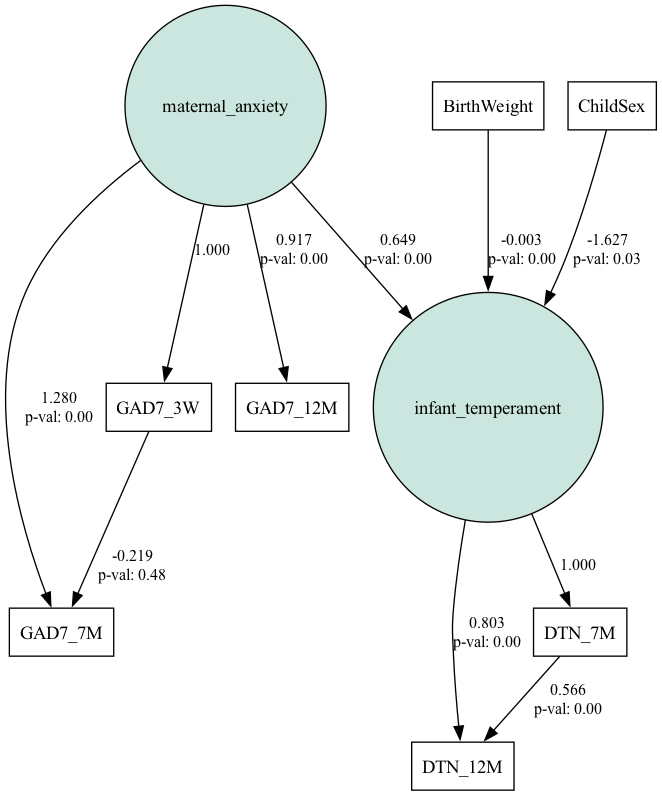 maternal_anxiety
BirthWeight
ChildSex
1.000
0.917
p-val: 0.00
0.649
p-val: 0.00
-0.003
p-val: 0.00
-1.627
p-val: 0.03
1.280
p-val: 0.00
GAD7_3W
GAD7_12M
infant_temperament
-0.219
p-val: 0.48
1.000
GAD7_7M
0.803
p-val: 0.00
DTN_7M
0.566
p-val: 0.00
DTN_12M